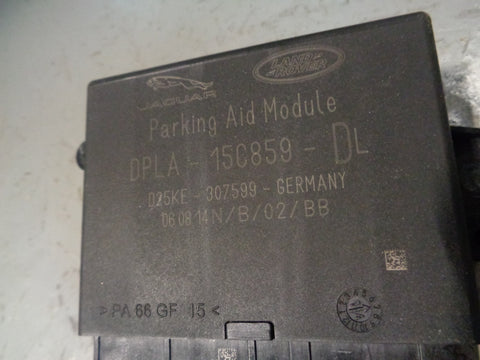 JAGUAR
LAND ROVER
Parking Aid Module
DPLA - 15C859 - DL
D25KE - 307599 - GERMANY
06 08 14 N/B/02/BB
> PA 66 GF 15 <